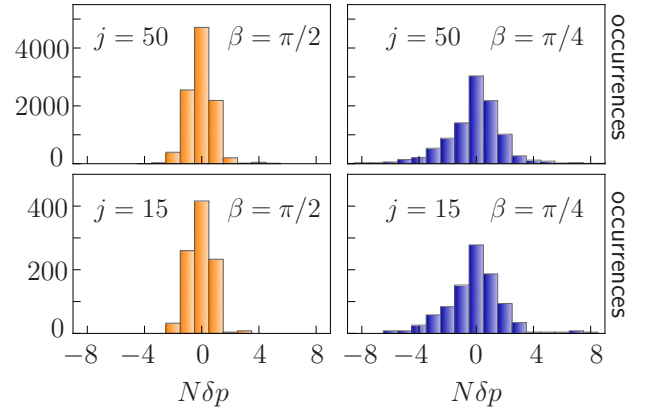 j = 50 β = π/2
j = 50 β = π/4
4000
2000
0
occurrences
j = 15 β = π/2
j = 15 β = π/4
400
200
0
occurrences
−8 −4 0 4 8
−8 −4 0 4 8
Nδp
Nδp